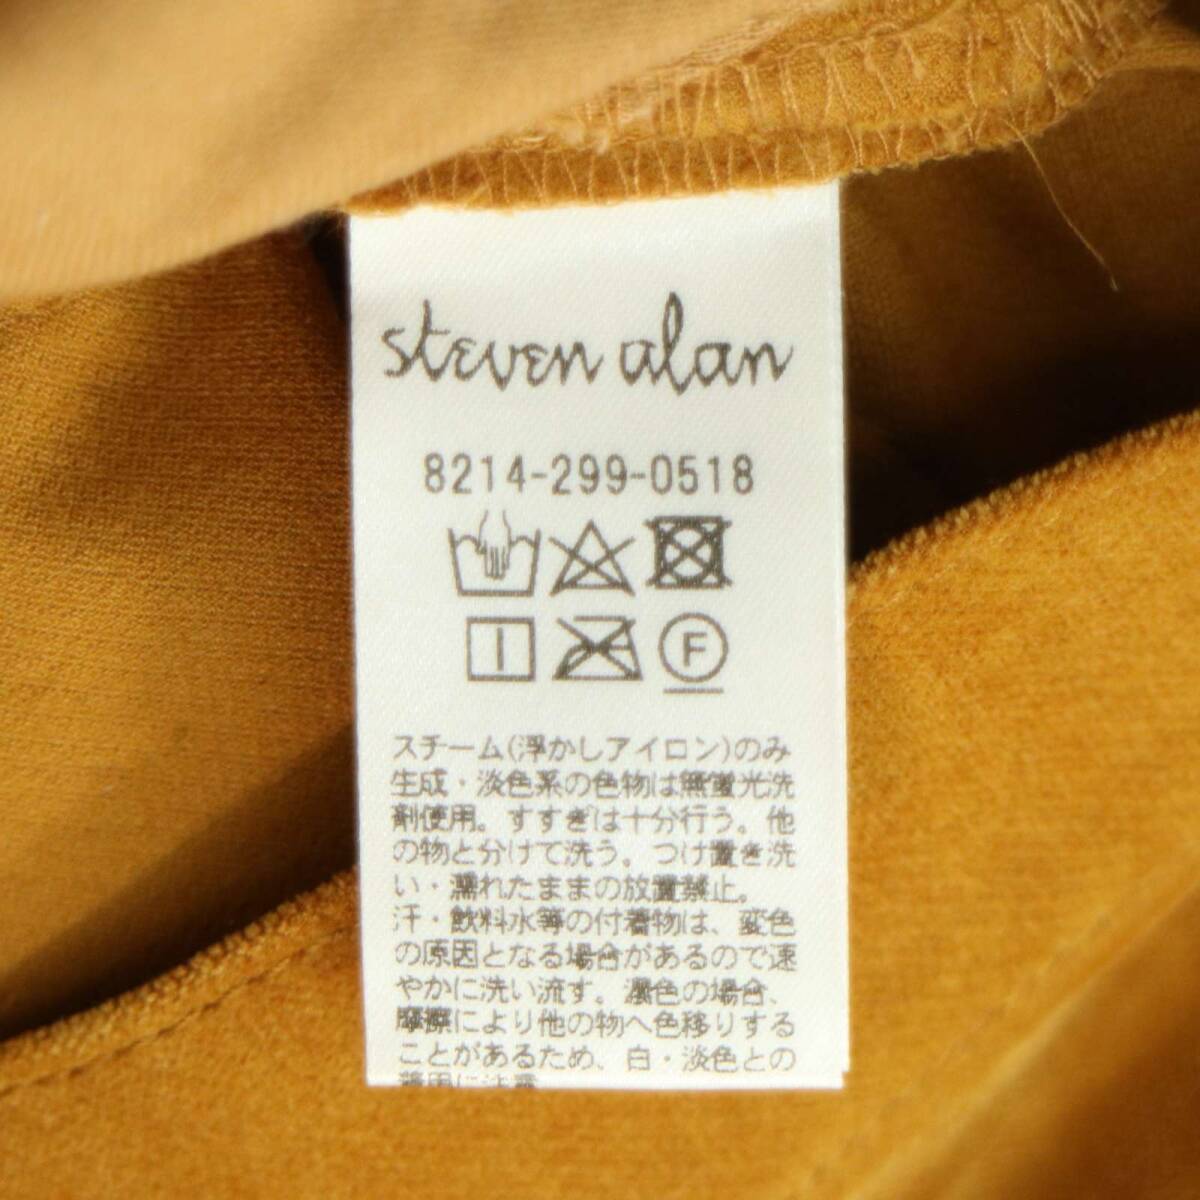 steven alan
8214-299-0518
F
スチーム(浮かしアイロン)のみ
生成・淡色系の色物は無蛍光洗
剤使用。すすぎは十分行う。他
の物と分けて洗う。つけ置き洗
い・濡れたままの放置禁止。
汗・飲料水等の付着物は、変色
の原因となる場合があるので速
やかに洗い流す。濃色の場合、
摩擦により他の物へ色移りする
ことがあるため、白・淡色との